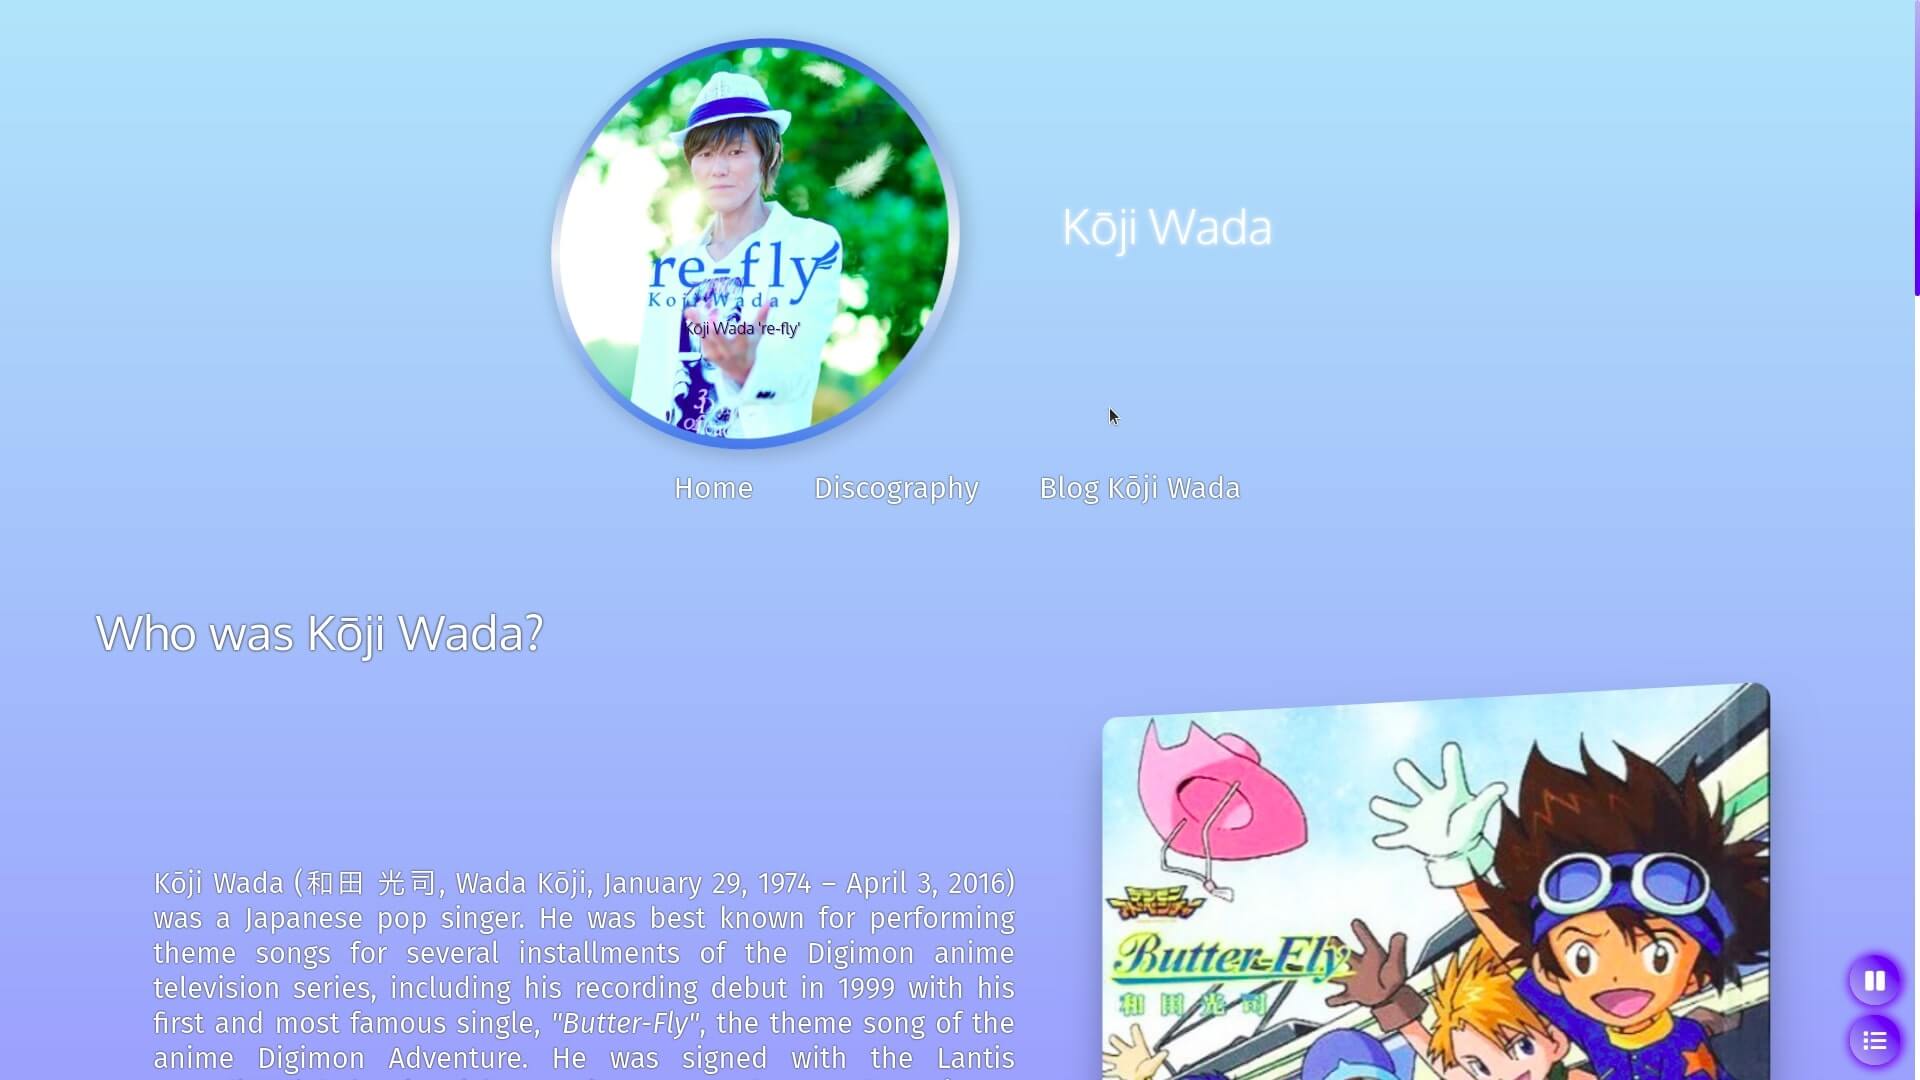 re-fly
Koji Wada
Kōji Wada 're-fly'
Kōji Wada
Home
Discography
Blog Kōji Wada
Who was Kōji Wada?
Kōji Wada (和田 光司, Wada Kōji, January 29, 1974 – April 3, 2016)
was a Japanese pop singer. He was best known for performing
theme songs for several installments of the Digimon anime
television series, including his recording debut in 1999 with his
first and most famous single, "Butter-Fly", the theme song of the
anime Digimon Adventure. He was signed with the Lantis
Butter-Fly
和田光司